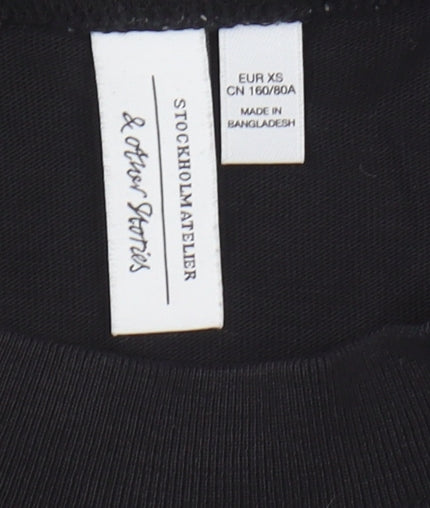 STOCKHOLMATELIER
& other Stories
EUR XS
CN 160/80A
MADE IN
BANGLADESH